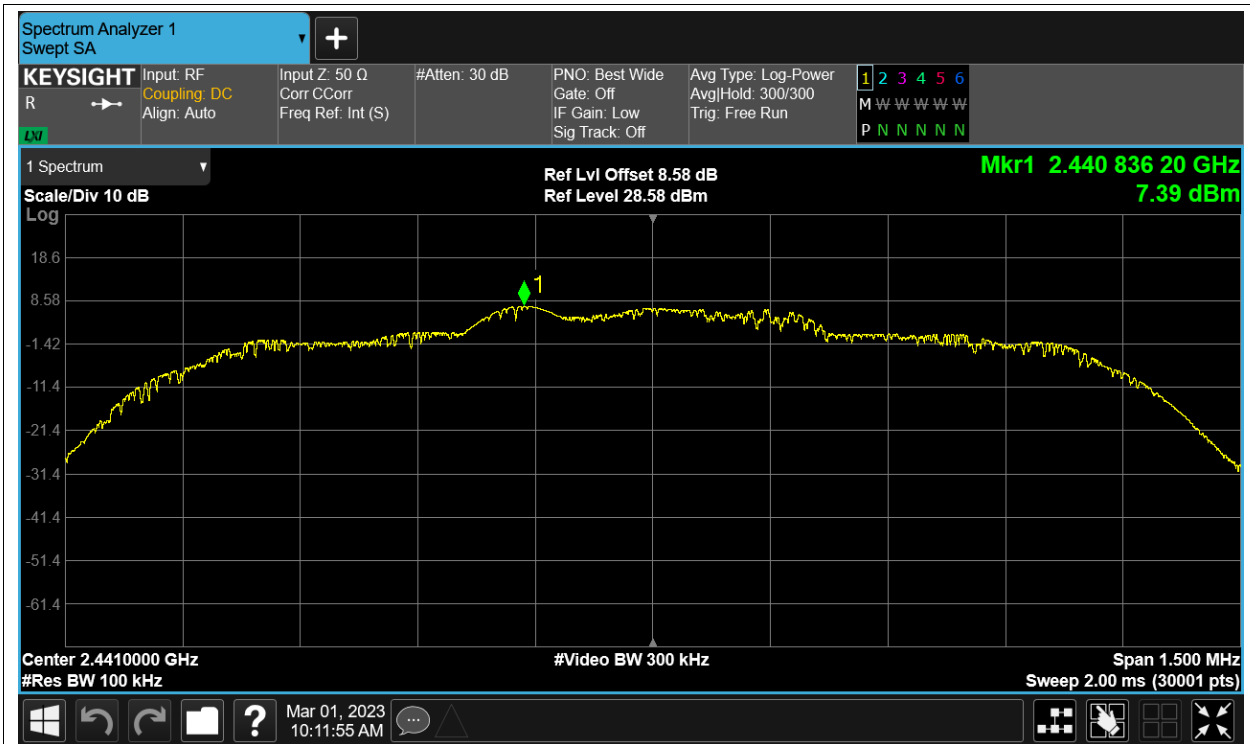 Spectrum Analyzer 1
Swept SA
KEYSIGHT
R
LXI
Input: RF
Coupling: DC
Align: Auto
Input Z: 50 Ω
Corr CCorr
Freq Ref: Int (S)
#Atten: 30 dB
PNO: Best Wide
Gate: Off
IF Gain: Low
Sig Track: Off
Avg Type: Log-Power
Avg|Hold: 300/300
Trig: Free Run
1 2 3 4 5 6
M W W W W W
P N N N N N
1 Spectrum
Scale/Div 10 dB
Log
Ref Lvl Offset 8.58 dB
Ref Level 28.58 dBm
Mkr1 2.440 836 20 GHz
7.39 dBm
18.6
8.58
-1.42
-11.4
-21.4
-31.4
-41.4
-51.4
-61.4
1
Center 2.4410000 GHz
#Res BW 100 kHz
#Video BW 300 kHz
Span 1.500 MHz
Sweep 2.00 ms (30001 pts)
?
Mar 01, 2023
10:11:55 AM